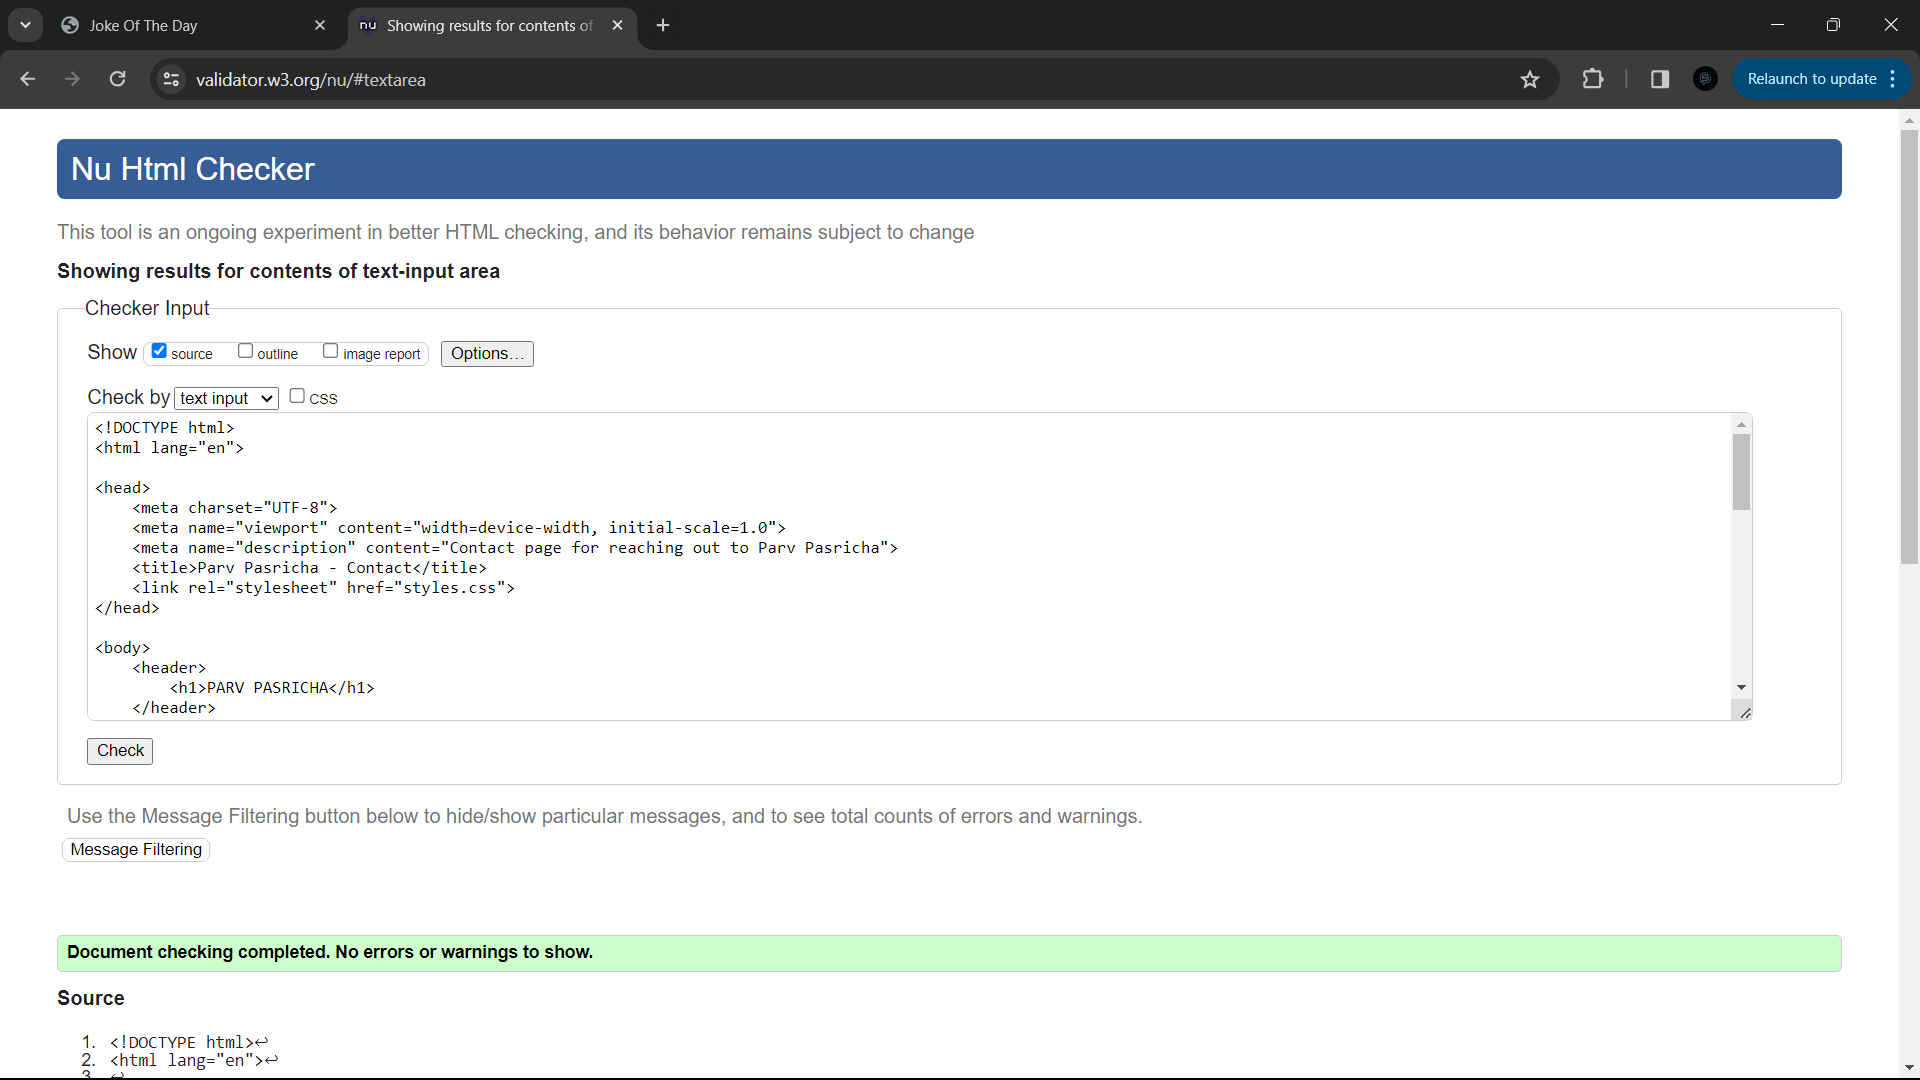 Joke Of The Day
nu Showing results for contents of
validator.w3.org/nu/#textarea
Relaunch to update
Nu Html Checker
This tool is an ongoing experiment in better HTML checking, and its behavior remains subject to change
Showing results for contents of text-input area
Checker Input
Show source outline image report Options...
Check by text input CSS
<!DOCTYPE html>
<html lang="en">
<head>
<meta charset="UTF-8">
<meta name="viewport" content="width=device-width, initial-scale=1.0">
<meta name="description" content="Contact page for reaching out to Parv Pasricha">
<title>Parv Pasricha - Contact</title>
<link rel="stylesheet" href="styles.css">
</head>
<body>
<header>
<h1>PARV PASRICHA</h1>
</header>
Check
Use the Message Filtering button below to hide/show particular messages, and to see total counts of errors and warnings.
Message Filtering
Document checking completed. No errors or warnings to show.
Source
1. <!DOCTYPE html>↩
2. <html lang="en">↩
3. ↩